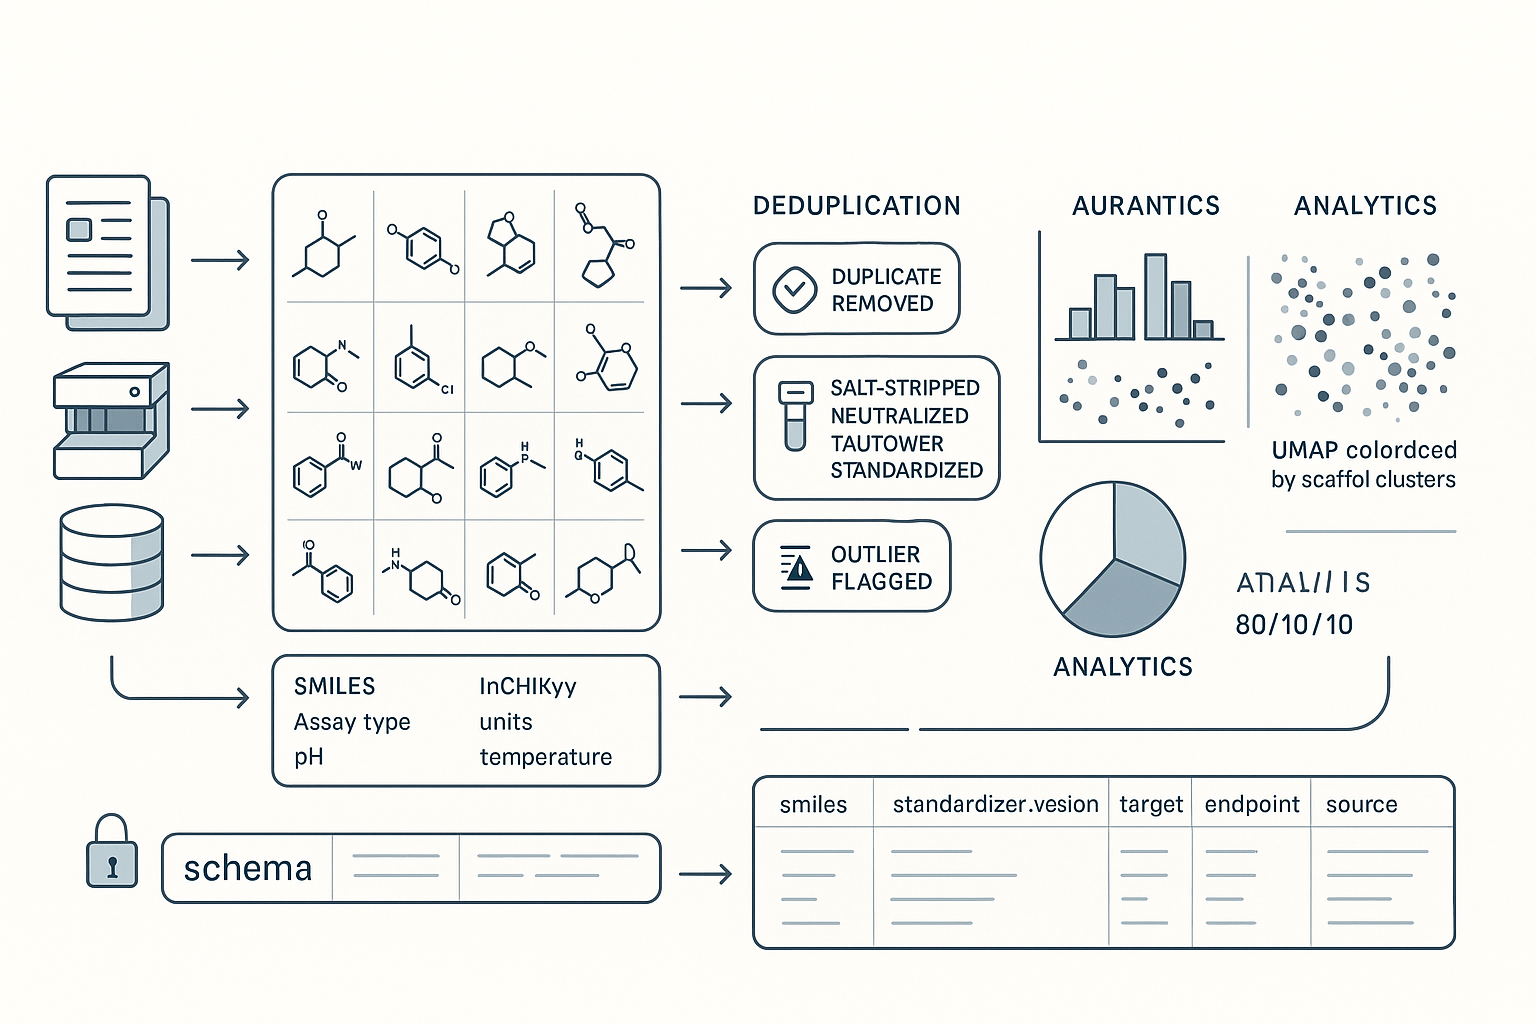 DEDUPLICATION
DUPLICATE
REMOVED
SALT-STRIPPED
NEUTRALIZED
TAUTOWER
STANDARDIZED
OUTLIER
FLAGGED
AURANTICS
ANALYTICS
UMAP colordced
by scaffol clusters
80/10/10
ANALYTICS
O
O
O
O
O
O
O
N
O
Cl
O
O
O
O
O
W
O
O
H
P
H
O
H
N
O
O
O
SMILES
InCHIKyy
Assay type
units
pH
temperature
schema
smiles
standardizer.vesion
target
endpoint
source